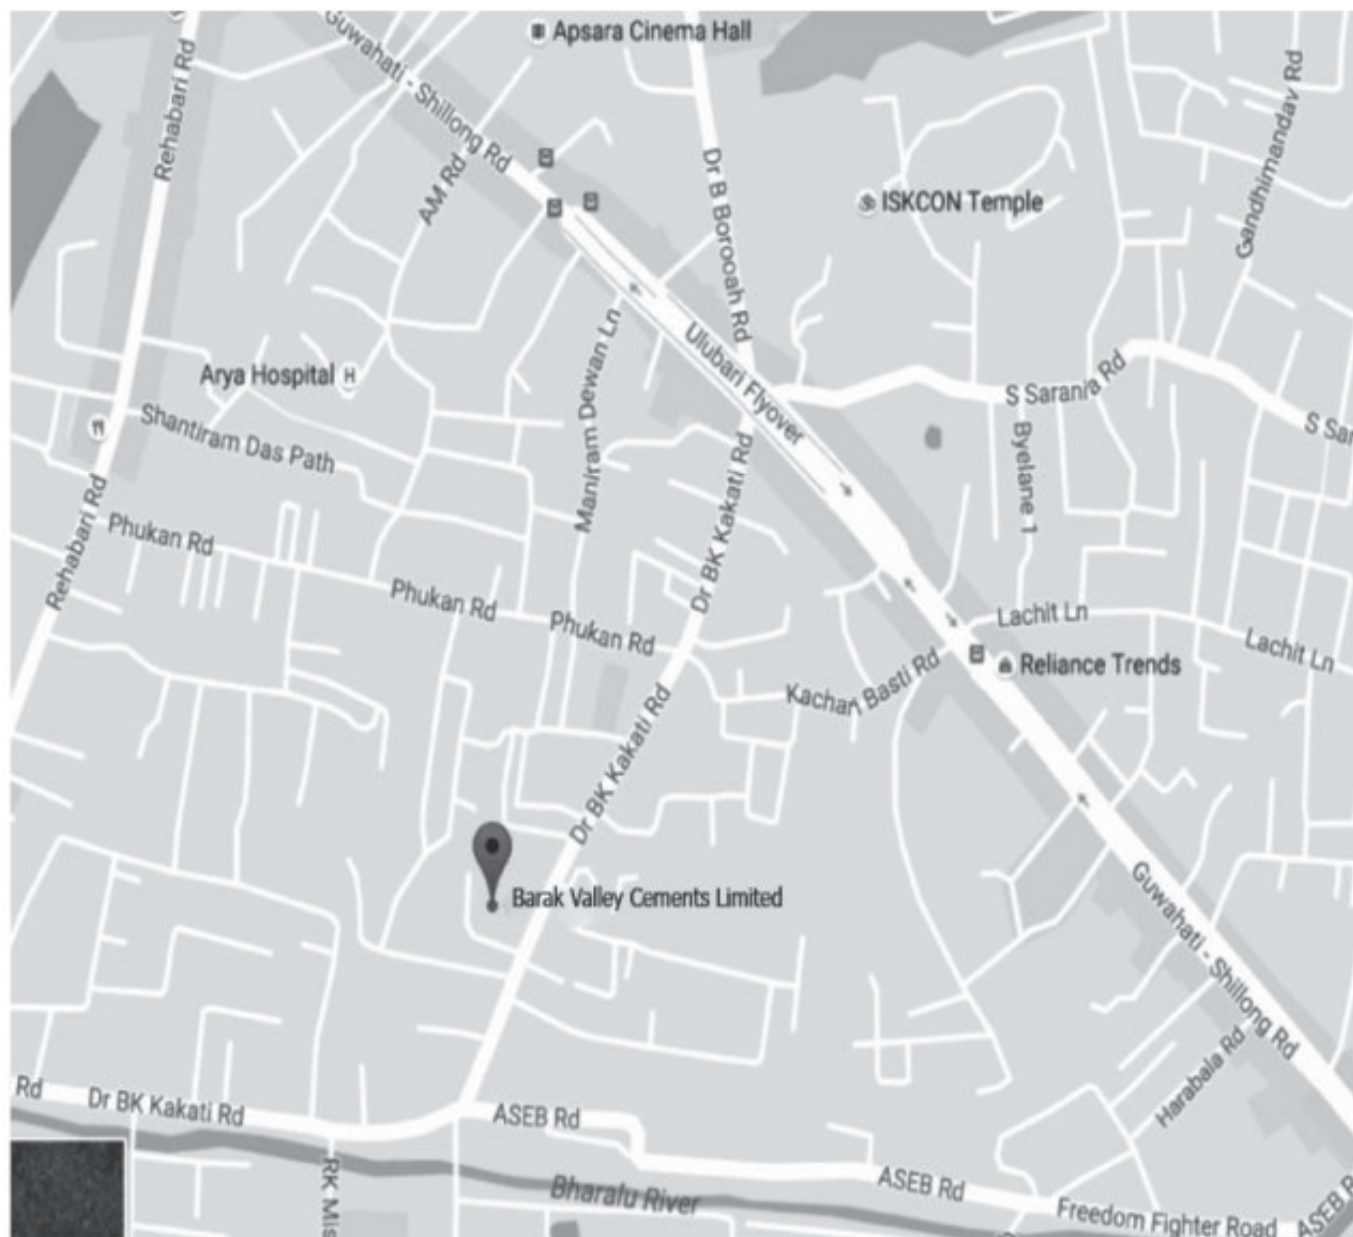 Apsara Cinema Hall
Guwahati - Shillong Rd
Rehabari Rd
AM Rd
Dr B Borooah Rd
ISKCON Temple
Gandhimandav Rd
Ulubari Flyover
Maniram Dewan Ln
Arya Hospital
H
S Sarania Rd
S Sar
Shantiram Das Path
Byelane 1
Dr BK Kakati Rd
Rehabari Rd
Phukan Rd
Phukan Rd
Phukan Rd
Lachit Ln
Lachit Ln
Reliance Trends
Kachari Basti Rd
Dr BK Kakati Rd
Barak Valley Cements Limited
Guwahati - Shillong Rd
Harabala Rd
Rd
Dr BK Kakati Rd
ASEB Rd
RK Mis
Bharalu River
ASEB Rd
Freedom Fighter Road
ASEB R